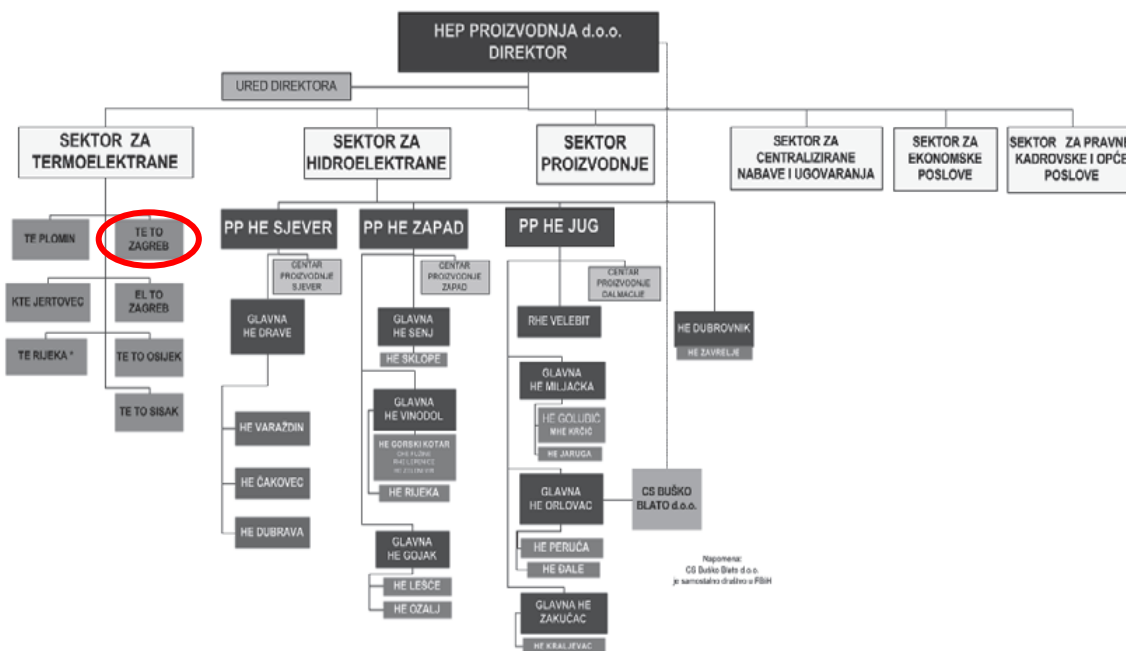 HEP PROIZVODNJA d.o.o.
DIREKTOR
URED DIREKTORA
SEKTOR ZA
TERMOELEKTRANE
SEKTOR ZA
HIDROELEKTRANE
SEKTOR
PROIZVODNJE
SEKTOR ZA
CENTRALIZIRANE
NABAVE I UGOVARANJA
SEKTOR ZA
EKONOMSKE
POSLOVE
SEKTOR ZA PRAVNE
KADROVSKE I OPĆE
POSLOVE
TE PLOMIN
TE TO
ZAGREB
KTE JERTOVEC
EL TO
ZAGREB
TE RIJEKA *
TE TO OSIJEK
TE TO SISAK
PP HE SJEVER
CENTAR
PROIZVODNJE
SJEVER
GLAVNA
HE DRAVE
HE VARAŽDIN
HE ČAKOVEC
HE DUBRAVA
PP HE ZAPAD
CENTAR
PROIZVODNJE
ZAPAD
GLAVNA
HE SENJ
HE SKLOPE
GLAVNA
HE VINODOL
HE GORSKI KOTAR
HE RIJEKA
GLAVNA
HE GOJAK
HE LEŠĆE
HE OZALJ
PP HE JUG
CENTAR
PROIZVODNJE
DALMACIJE
RHE VELEBIT
GLAVNA
HE MILJACKA
HE GOLUBIĆ
MHE KRČIĆ
HE JARUGA
GLAVNA
HE ORLOVAC
HE PERUĆA
HE ĐALE
GLAVNA HE
ZAKUČAC
HE KRALJEVAC
HE DUBROVNIK
HE ZAVRELJE
CS BUŠKO
BLATO d.o.o.
Napomena:
CS Buško Blato d.o.o.
je samostalno društvo u FBiH